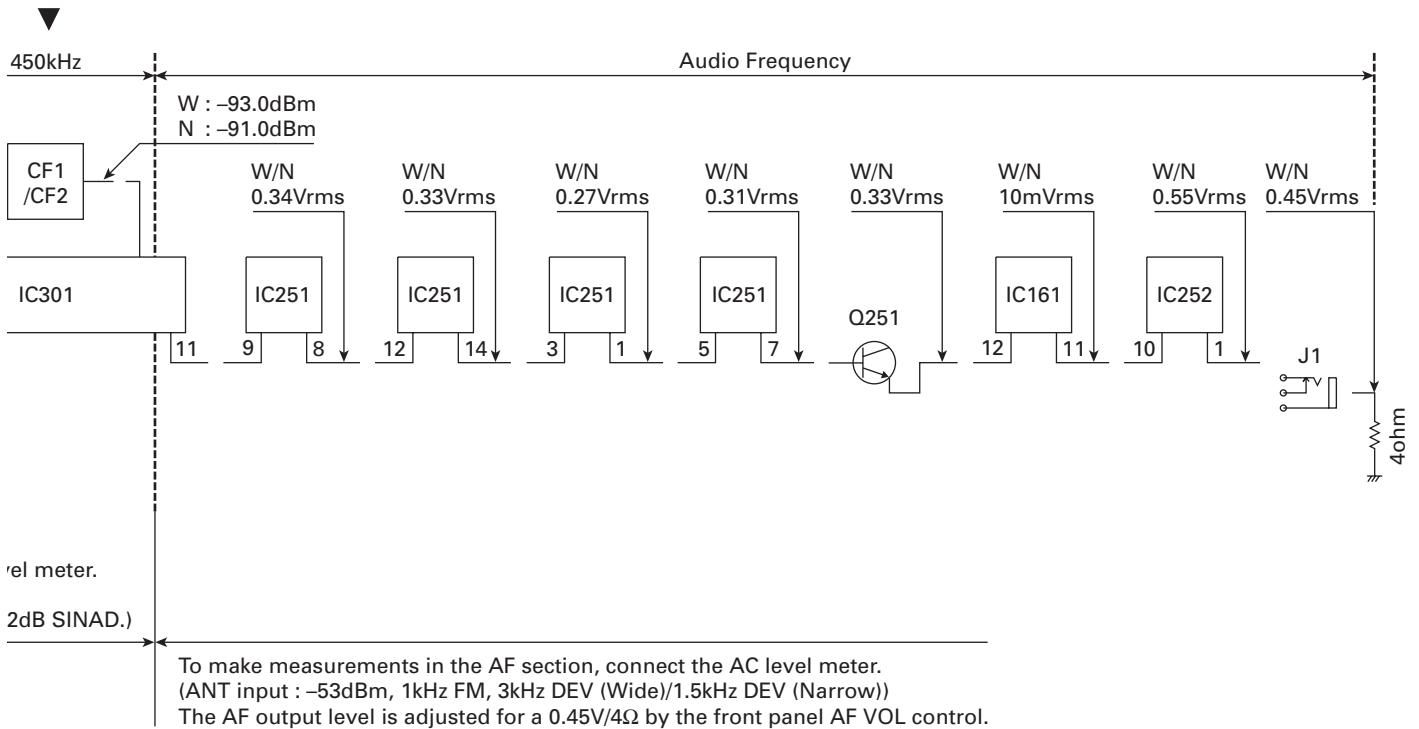 450kHz
Audio Frequency
W : –93.0dBm
N : –91.0dBm
CF1
/CF2
W/N
0.34Vrms
W/N
0.33Vrms
W/N
0.27Vrms
W/N
0.31Vrms
W/N
0.33Vrms
W/N
10mVrms
W/N
0.55Vrms
W/N
0.45Vrms
IC301
IC251
IC251
IC251
IC251
Q251
IC161
IC252
11
9 8
12 14
3 1
5 7
12 11
10 1
J1
4ohm
meter.
2dB SINAD.)
To make measurements in the AF section, connect the AC level meter.
(ANT input : –53dBm, 1kHz FM, 3kHz DEV (Wide)/1.5kHz DEV (Narrow))
The AF output level is adjusted for a 0.45V/4Ω by the front panel AF VOL control.